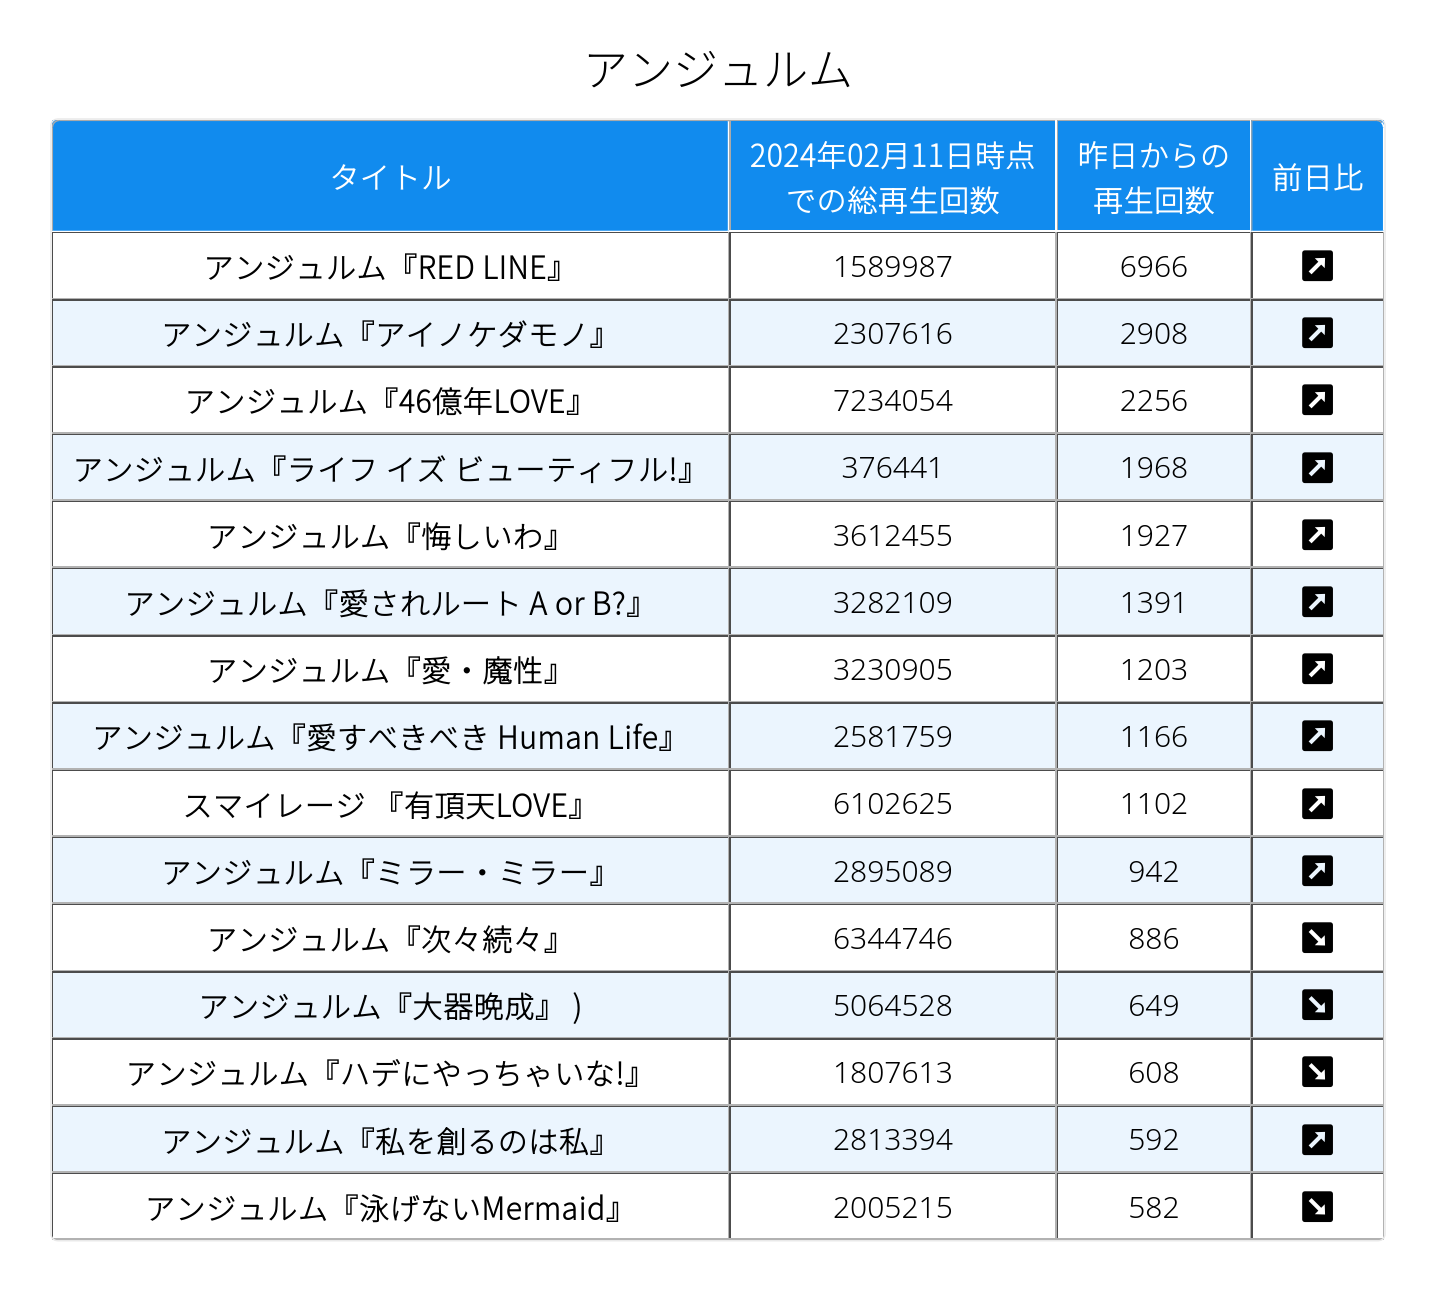 アンジュルム
タイトル 2024年02月11日時点での総再生回数 昨日からの再生回数 前日比
アンジュルム『RED LINE』 1589987 6966
アンジュルム『アイノケダモノ』 2307616 2908
アンジュルム『46億年LOVE』 7234054 2256
アンジュルム『ライフ イズ ビューティフル!』 376441 1968
アンジュルム『悔しいわ』 3612455 1927
アンジュルム『愛されルート A or B?』 3282109 1391
アンジュルム『愛・魔性』 3230905 1203
アンジュルム『愛すべきべき Human Life』 2581759 1166
スマイレージ 『有頂天LOVE』 6102625 1102
アンジュルム『ミラー・ミラー』 2895089 942
アンジュルム『次々続々』 6344746 886
アンジュルム『大器晩成』 ) 5064528 649
アンジュルム『ハデにやっちゃいな!』 1807613 608
アンジュルム『私を創るのは私』 2813394 592
アンジュルム『泳げないMermaid』 2005215 582